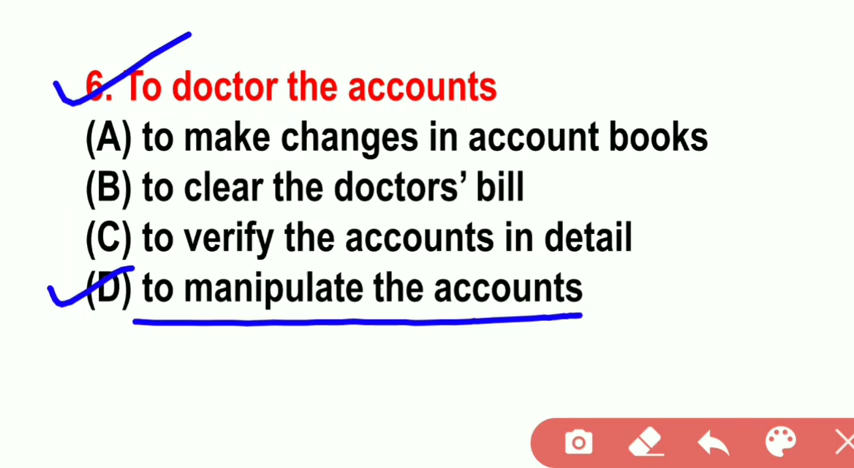 6. To doctor the accounts
(A) to make changes in account books
(B) to clear the doctors’ bill
(C) to verify the accounts in detail
(D) to manipulate the accounts